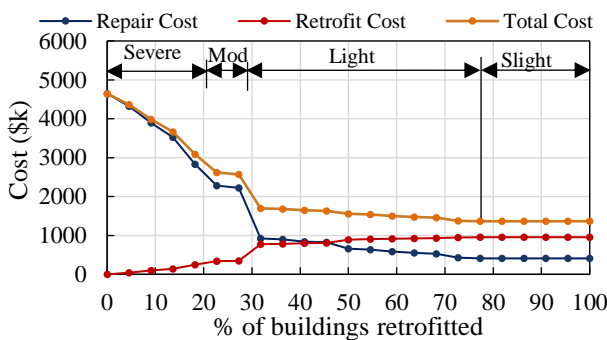 Repair Cost Retrofit Cost Total Cost
6000
Severe Mod Light Slight
5000
4000
3000
2000
1000
0
Cost ($k)
0 10 20 30 40 50 60 70 80 90 100
% of buildings retrofitted